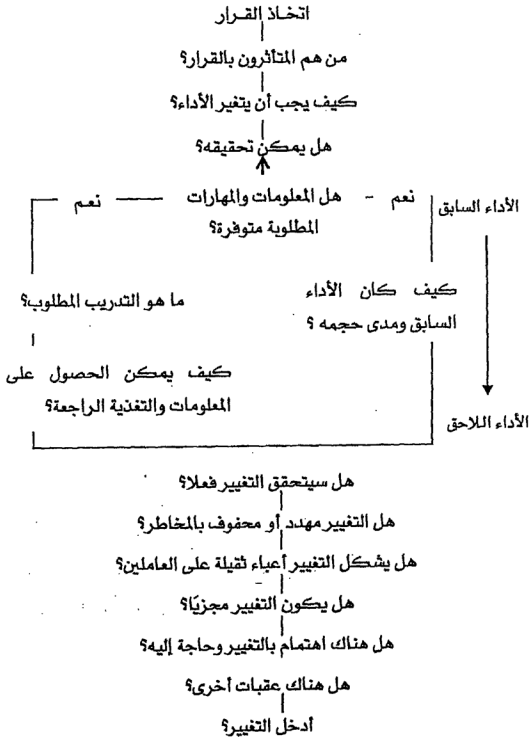 اتخاذ القرار
من هم المتأثرون بالقرار؟
كيف يجب أن يتغير الأداء؟
هل يمكن تحقيقه؟
نعم - هل المعلومات والمهارات — نعم
المطلوبة متوفرة؟
الأداء السابق
كيف كان الأداء
السابق ومدى حجمه ؟
ما هو التدريب المطلوب؟
كيف يمكن الحصول على
المعلومات والتغذية الراجعة؟
الأداء اللاحق
هل سيتحقق التغيير فعلا؟
هل التغيير مهدد أو محفوف بالمخاطر؟
هل يشكل التغيير أعباء ثقيلة على العاملين؟
هل يكون التغيير مجزيًا؟
هل هناك اهتمام بالتغيير وحاجة إليه؟
هل هناك عقبات أخرى؟
أدخل التغيير؟